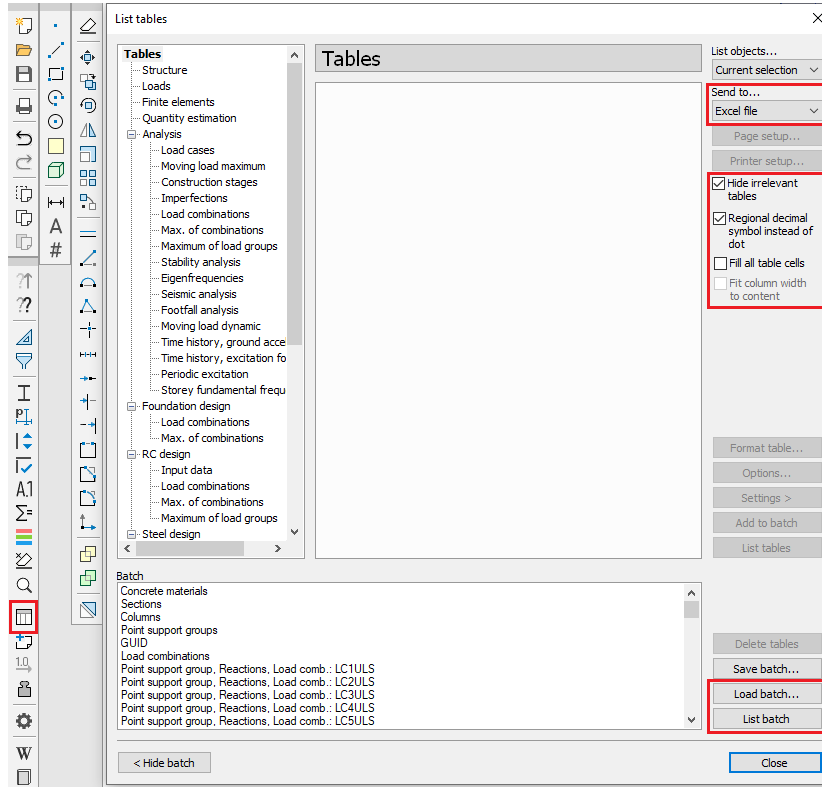 List tables
Tables
Structure
Loads
Finite elements
Quantity estimation
Analysis
Load cases
Moving load maximum
Construction stages
Imperfections
Load combinations
Max. of combinations
Maximum of load groups
Stability analysis
Eigenfrequencies
Seismic analysis
Footfall analysis
Moving load dynamic
Time history, ground acce
Time history, excitation fo
Periodic excitation
Storey fundamental frequ
Foundation design
Load combinations
Max. of combinations
RC design
Input data
Load combinations
Max. of combinations
Maximum of load groups
Steel design
Tables
List objects...
Current selection
Send to...
Excel file
Page setup...
Printer setup...
Hide irrelevant
tables
Regional decimal
symbol instead of
dot
Fill all table cells
Fit column width
to content
Format table...
Options...
Settings >
Add to batch
List tables
Batch
Concrete materials
Sections
Columns
Point support groups
GUID
Load combinations
Point support group, Reactions, Load comb.: LC1ULS
Point support group, Reactions, Load comb.: LC2ULS
Point support group, Reactions, Load comb.: LC3ULS
Point support group, Reactions, Load comb.: LC4ULS
Point support group, Reactions, Load comb.: LC5ULS
Delete tables
Save batch...
Load batch...
List batch
< Hide batch
Close
A
#
??
A.1
Σ=
1.0
W